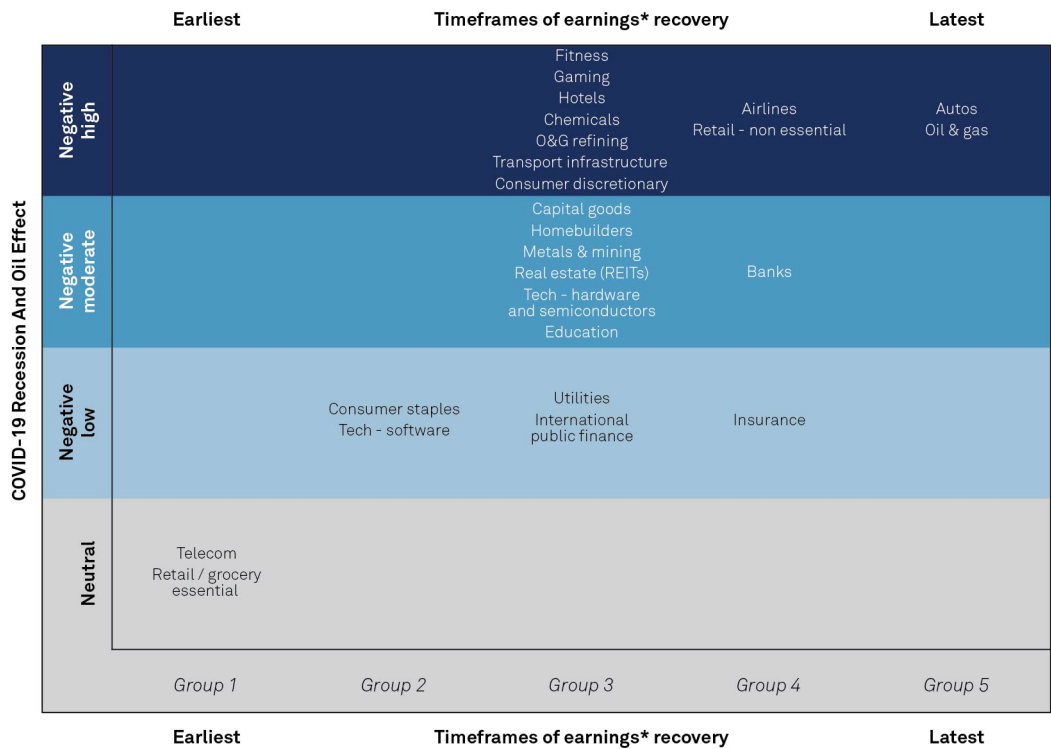 Earliest
Timeframes of earnings* recovery
Latest
COVID-19 Recession And Oil Effect
Negative
high
Fitness
Gaming
Hotels
Chemicals
O&G refining
Transport infrastructure
Consumer discretionary
Airlines
Retail - non essential
Autos
Oil & gas
Negative
moderate
Capital goods
Homebuilders
Metals & mining
Real estate (REITs)
Tech - hardware
and semiconductors
Education
Banks
Negative
low
Consumer staples
Tech - software
Utilities
International
public finance
Insurance
Neutral
Telecom
Retail / grocery
essential
Group 1
Group 2
Group 3
Group 4
Group 5
Earliest
Timeframes of earnings* recovery
Latest